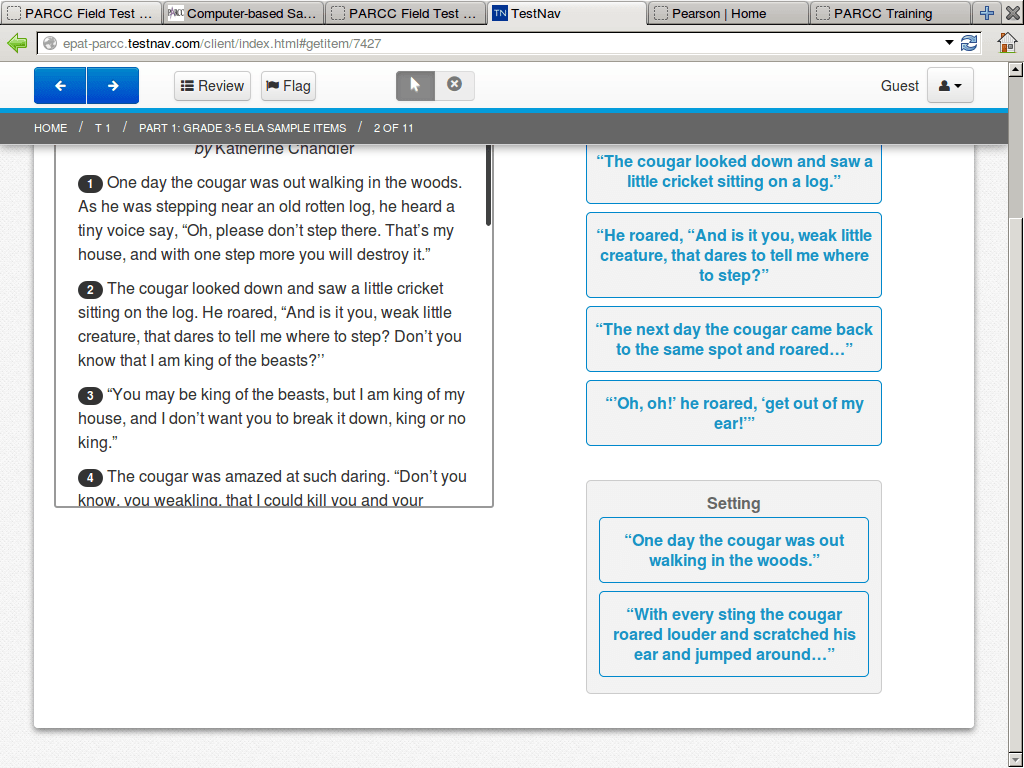 PARCC Field Test ...
PARCC Computer-based Sa...
PARCC Field Test ...
TN TestNav
Pearson | Home
PARCC Training
epat-parcc.testnav.com/client/index.html#getitem/7427
Review
Flag
Guest
HOME / T 1 / PART 1: GRADE 3-5 ELA SAMPLE ITEMS / 2 OF 11
by Katherine Chandler
1 One day the cougar was out walking in the woods.
As he was stepping near an old rotten log, he heard a
tiny voice say, “Oh, please don’t step there. That’s my
house, and with one step more you will destroy it.”
2 The cougar looked down and saw a little cricket
sitting on the log. He roared, “And is it you, weak little
creature, that dares to tell me where to step? Don’t you
know that I am king of the beasts?’’
3 “You may be king of the beasts, but I am king of my
house, and I don’t want you to break it down, king or no
king.”
4 The cougar was amazed at such daring. “Don’t you
know, you weakling, that I could kill you and your
“The cougar looked down and saw a
little cricket sitting on a log.”
“He roared, “And is it you, weak little
creature, that dares to tell me where
to step?”
“The next day the cougar came back
to the same spot and roared…”
“’Oh, oh!’ he roared, ‘get out of my
ear!’”
Setting
“One day the cougar was out
walking in the woods.”
“With every sting the cougar
roared louder and scratched his
ear and jumped around…”